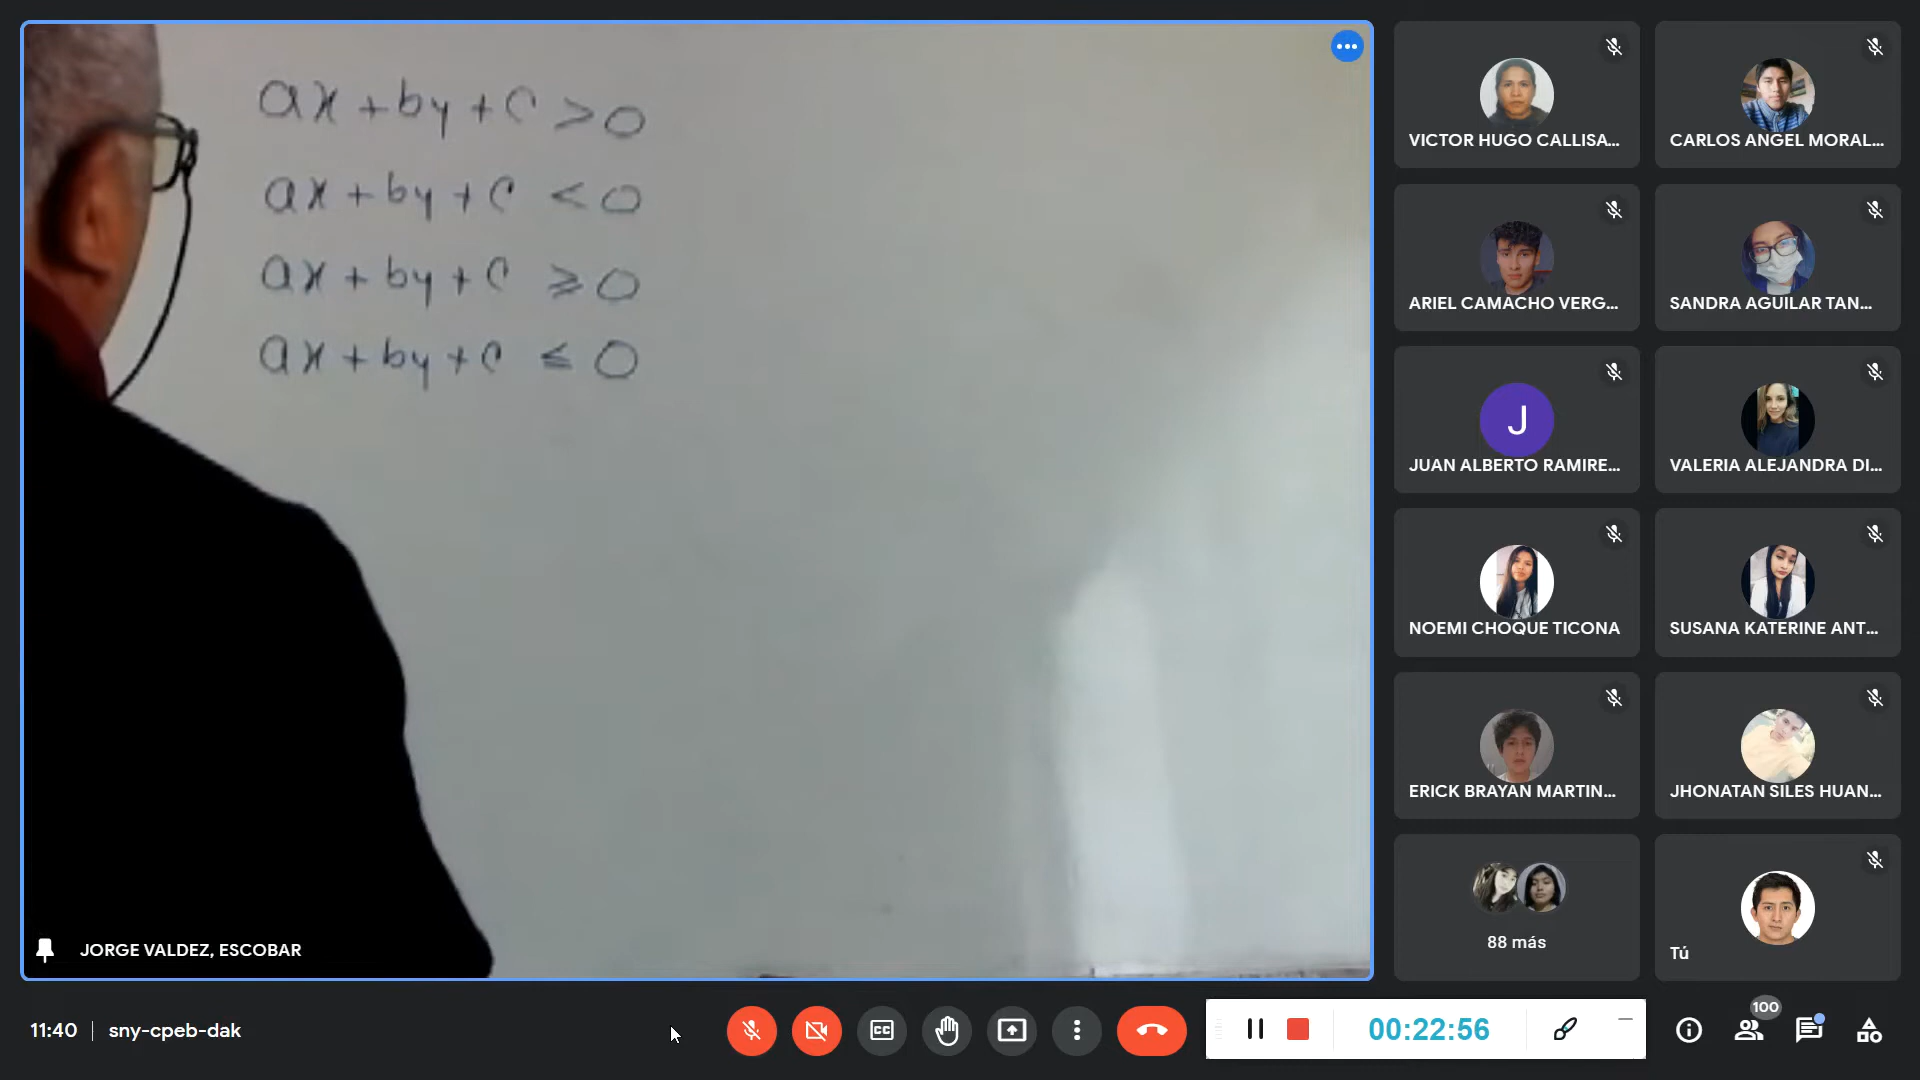 ax + by + c > 0
ax + by + c < 0
ax + by + c ⩾ 0
ax + by + c ≤ 0
JORGE VALDEZ, ESCOBAR
VICTOR HUGO CALLISA...
CARLOS ANGEL MORAL...
ARIEL CAMACHO VERG...
SANDRA AGUILAR TAN...
J
JUAN ALBERTO RAMIRE...
VALERIA ALEJANDRA DI...
NOEMI CHOQUE TICONA
SUSANA KATERINE ANT...
ERICK BRAYAN MARTIN...
JHONATAN SILES HUAN...
88 más
Tú
11:40 | sny-cpeb-dak
CC
00:22:56
100